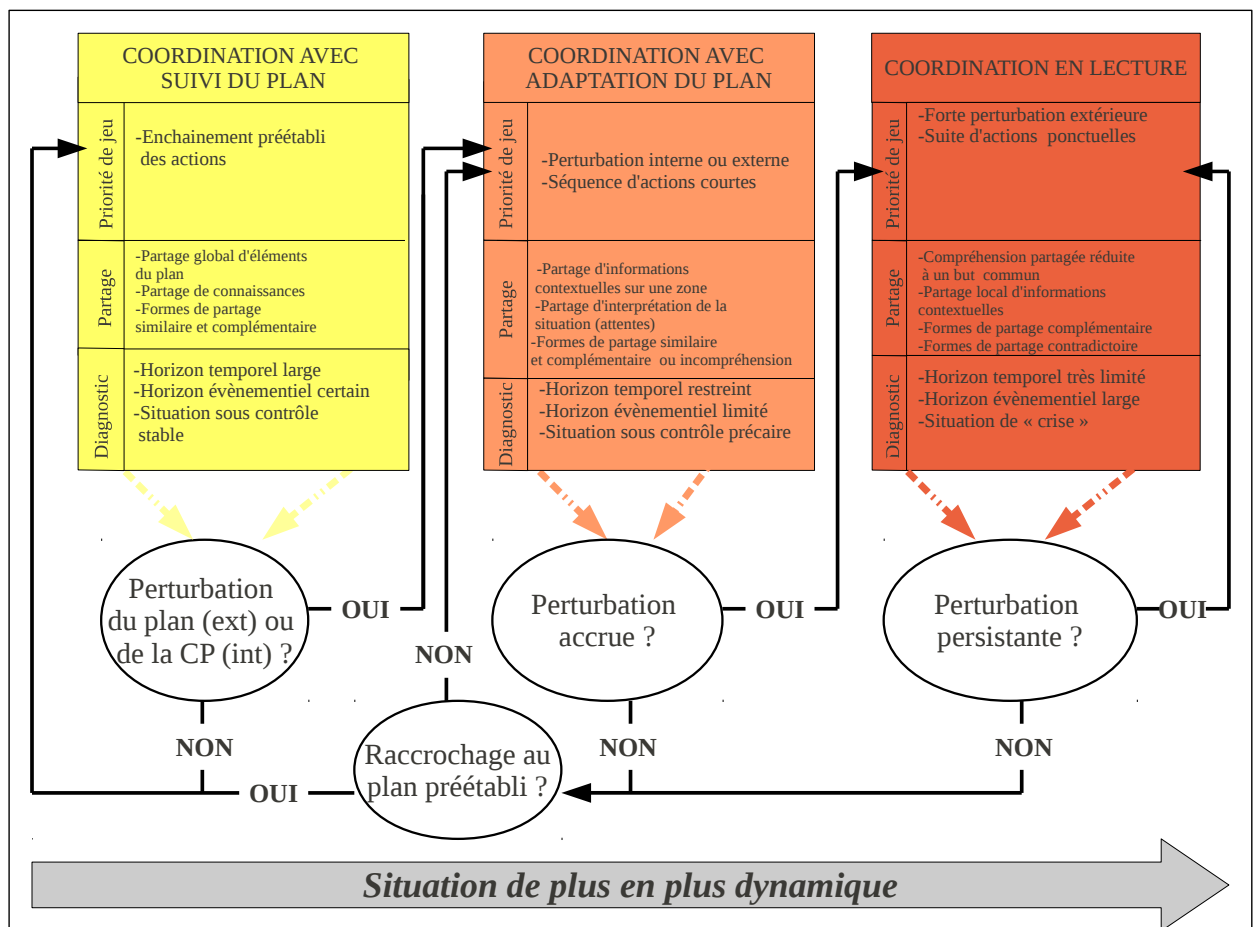 COORDINATION AVEC
SUIVI DU PLAN
Priorité de jeu
-Enchainement préétabli
des actions
Partage
-Partage global d'éléments
du plan
-Partage de connaissances
-Formes de partage
similaire et complémentaire
Diagnostic
-Horizon temporel large
-Horizon évènementiel certain
-Situation sous contrôle
stable
COORDINATION AVEC
ADAPTATION DU PLAN
Priorité de jeu
-Perturbation interne ou externe
-Séquence d'actions courtes
Partage
-Partage d'informations
contextuelles sur une zone
-Partage d'interprétation de la
situation (attentes)
-Formes de partage similaire
et complémentaire ou incompréhension
Diagnostic
-Horizon temporel restreint
-Horizon évènementiel limité
-Situation sous contrôle précaire
COORDINATION EN LECTURE
Priorité de jeu
-Forte perturbation extérieure
-Suite d'actions ponctuelles
Partage
-Compréhension partagée réduite
à un but commun
-Partage local d'informations
contextuelles
-Formes de partage complémentaire
-Formes de partage contradictoire
Diagnostic
-Horizon temporel très limité
-Horizon évènementiel large
-Situation de « crise »
Perturbation
du plan (ext) ou
de la CP (int) ?
OUI
NON
Perturbation
accrue ?
OUI
NON
Perturbation
persistante ?
OUI
NON
Raccrochage au
plan préétabli ?
OUI
NON
Situation de plus en plus dynamique